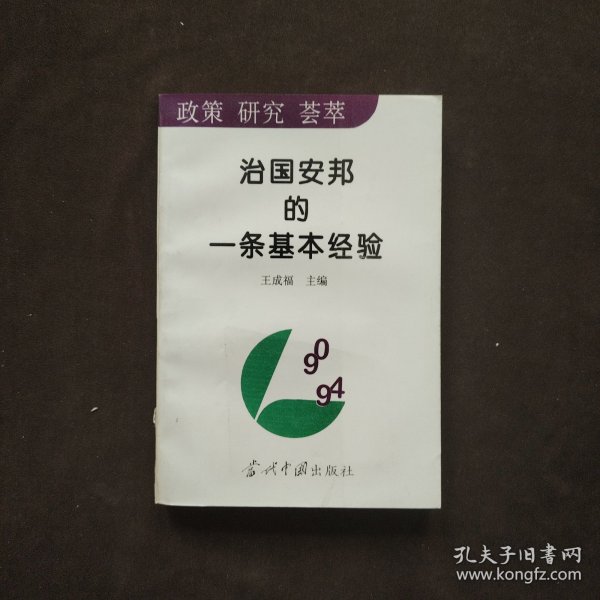 政策 研究 荟萃
治国安邦
的
一条基本经验
王成福 主编
90
94
当代中国出版社
孔夫子旧书网
www.kongfz.com